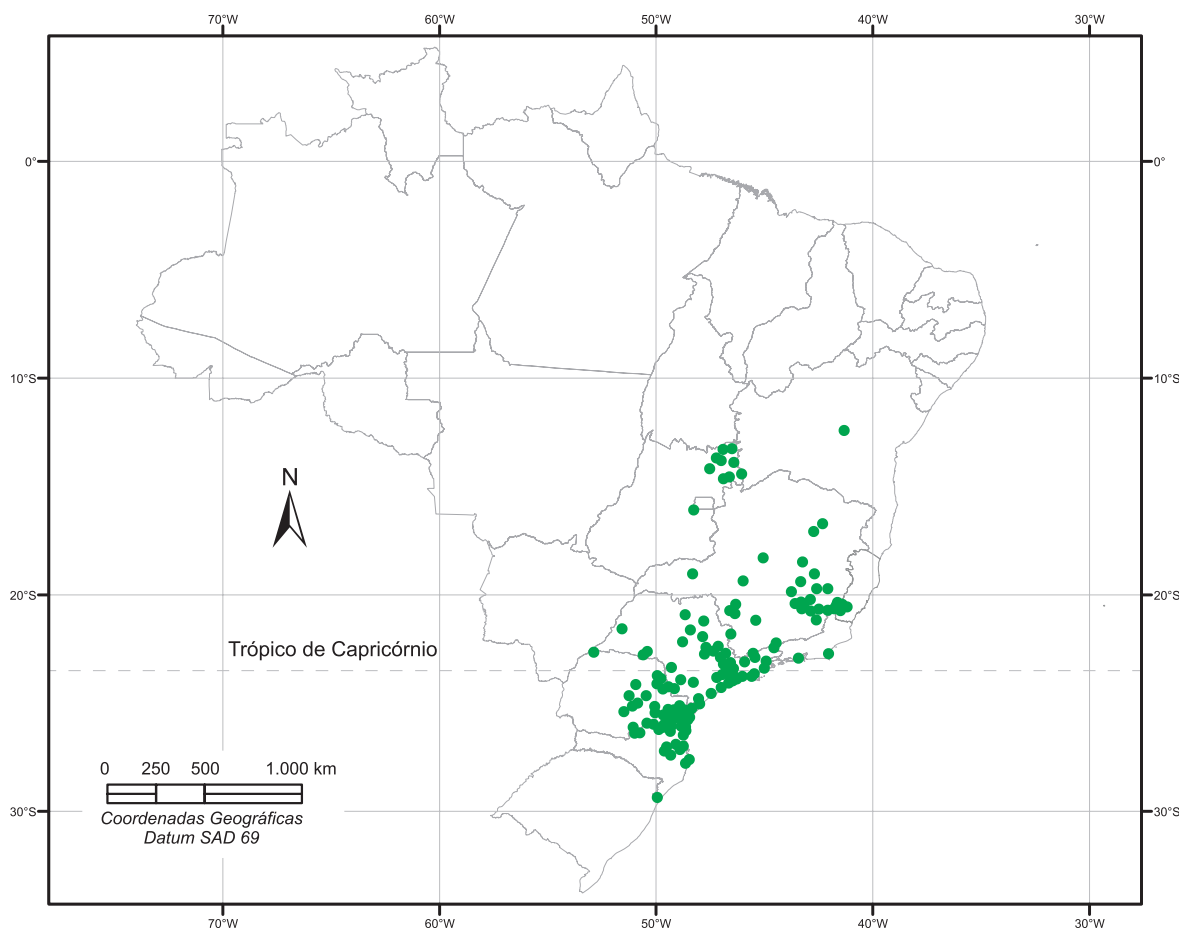 70°W 60°W 50°W 40°W 30°W
0° 0°
10°S 10°S
N
20°S 20°S
Trópico de Capricórnio
0 250 500 1.000 km
Coordenadas Geográficas
Datum SAD 69
30°S 30°S
70°W 60°W 50°W 40°W 30°W